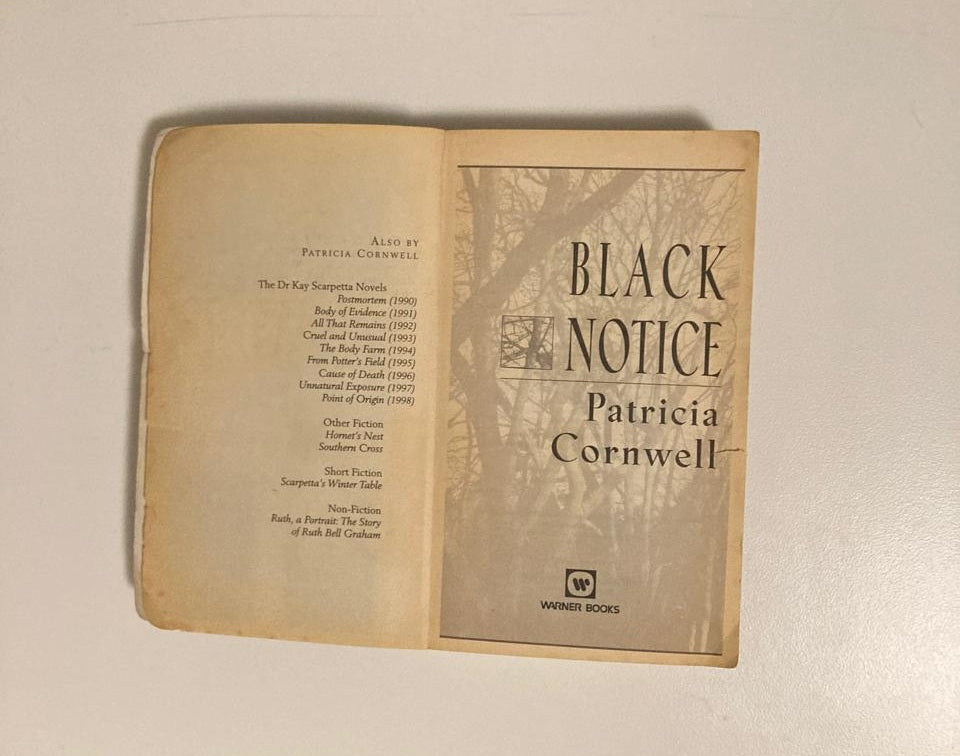 ALSO BY
PATRICIA CORNWELL
The Dr Kay Scarpetta Novels
Postmortem (1990)
Body of Evidence (1991)
All That Remains (1992)
Cruel and Unusual (1993)
The Body Farm (1994)
From Potter's Field (1995)
Cause of Death (1996)
Unnatural Exposure (1997)
Point of Origin (1998)
Other Fiction
Hornet's Nest
Southern Cross
Short Fiction
Scarpetta's Winter Table
Non-Fiction
Ruth, a Portrait: The Story
of Ruth Bell Graham
BLACK
NOTICE
Patricia
Cornwell
WARNER BOOKS